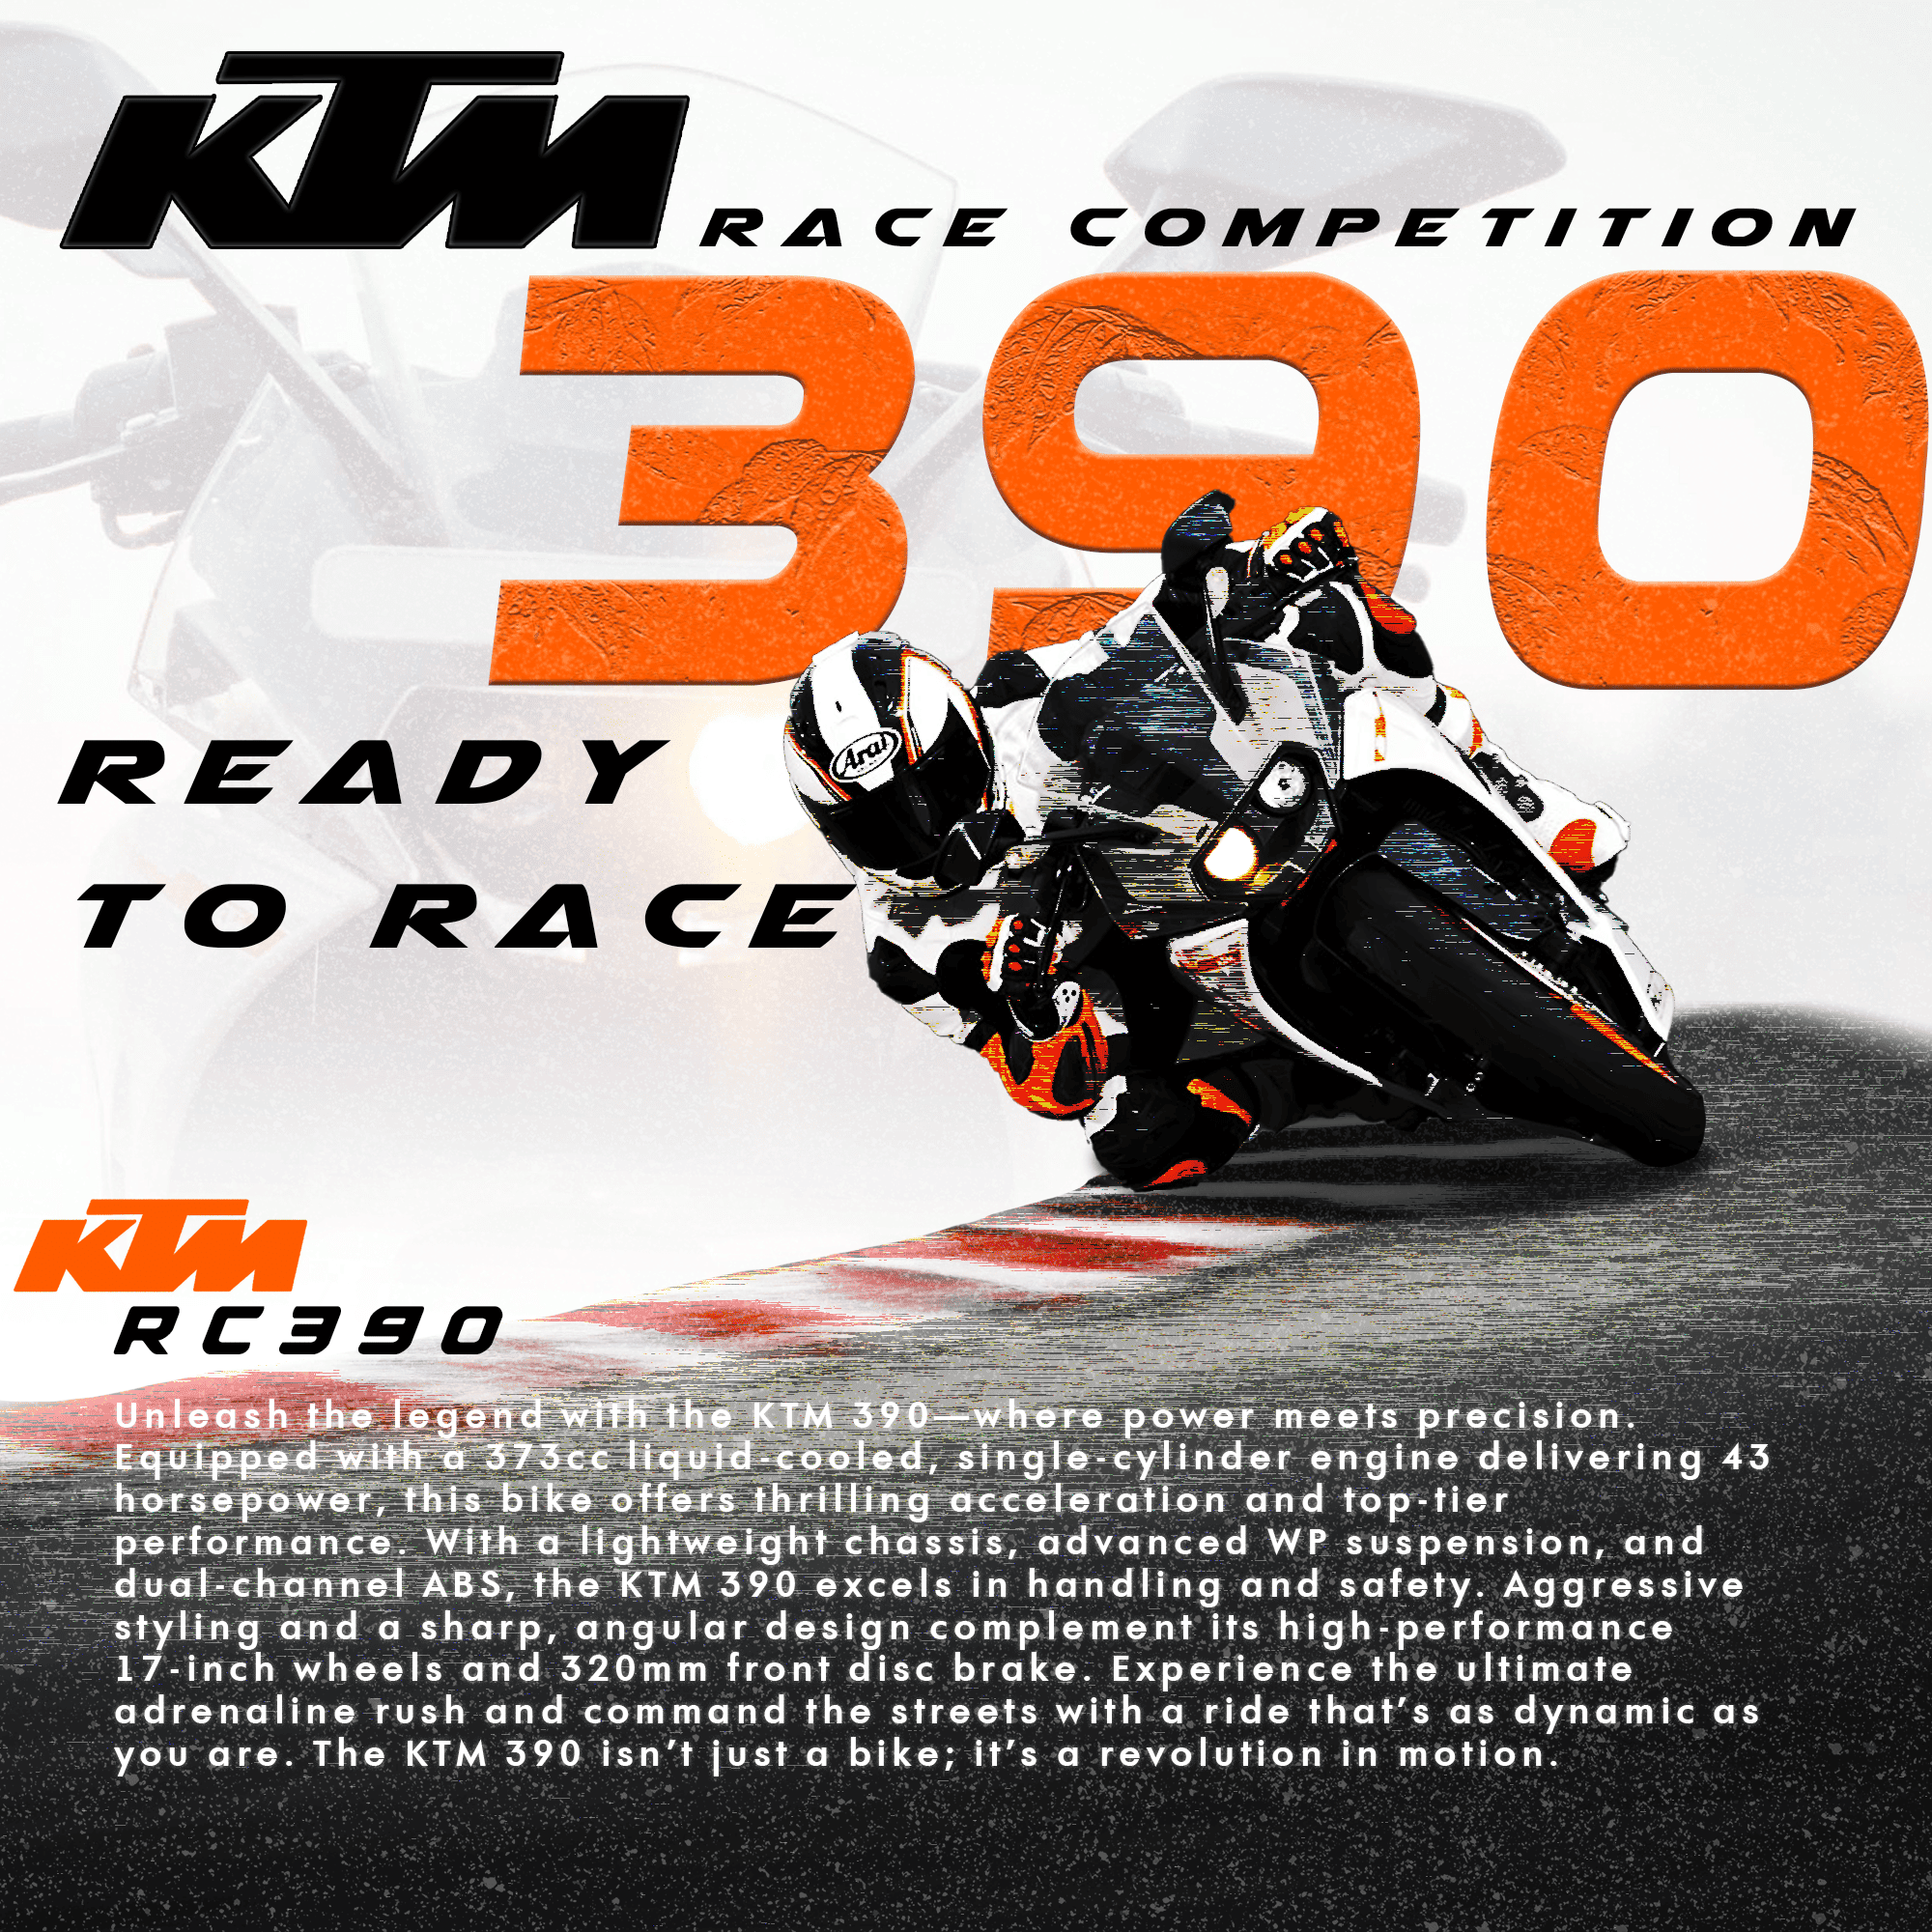 KTM RACE COMPETITION
390
READY
TO RACE
Arai
KTM
RC390
Unleash the legend with the KTM 390—where power meets precision.
Equipped with a 373cc liquid-cooled, single-cylinder engine delivering 43
horsepower, this bike offers thrilling acceleration and top-tier
performance. With a lightweight chassis, advanced WP suspension, and
dual-channel ABS, the KTM 390 excels in handling and safety. Aggressive
styling and a sharp, angular design complement its high-performance
17-inch wheels and 320mm front disc brake. Experience the ultimate
adrenaline rush and command the streets with a ride that’s as dynamic as
you are. The KTM 390 isn’t just a bike; it’s a revolution in motion.